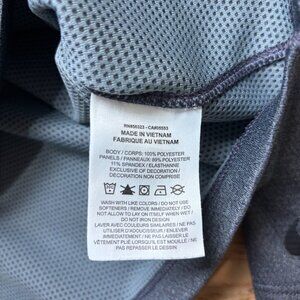 MADE IN VIETNAM
FABRIQUÉ AU VIETNAM
BODY / CORPS: 100% POLYESTER
PANELS / PANNEAUX: 89% POLYESTER
11% SPANDEX / ELASTHANNE
EXCLUSIVE OF DECORATION /
DÉCORATION NON COMPRISE
WASH WITH LIKE COLORS / DO NOT USE
SOFTENERS / REMOVE IMMEDIATELY / DO
NOT ALLOW TO LAY ON ITSELF WHEN WET /
DO NOT IRON DECORATION /
LAVER AVEC COULEURS SIMILAIRES / NE PAS
UTILISER D'ADOUCISSEUR / ENLEVER
IMMÉDIATEMENT / NE PAS LAISSER LE
VÊTEMENT PLIÉ LORSQU'IL EST MOUILLÉ / NE
PAS REPASSER LE DESSIN